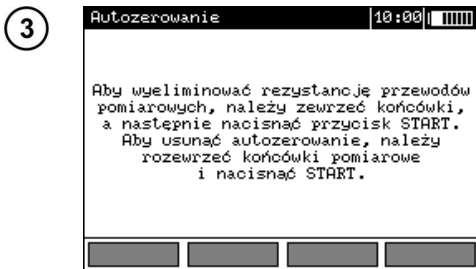 3
Autozerowanie 10:00
Aby wyeliminować rezystancję przewodów
pomiarowych, należy zewrzeć końcówki,
a następnie nacisnąć przycisk START.
Aby usunąć autozerowanie, należy
rozewrzeć końcówki pomiarowe
i nacisnąć START.